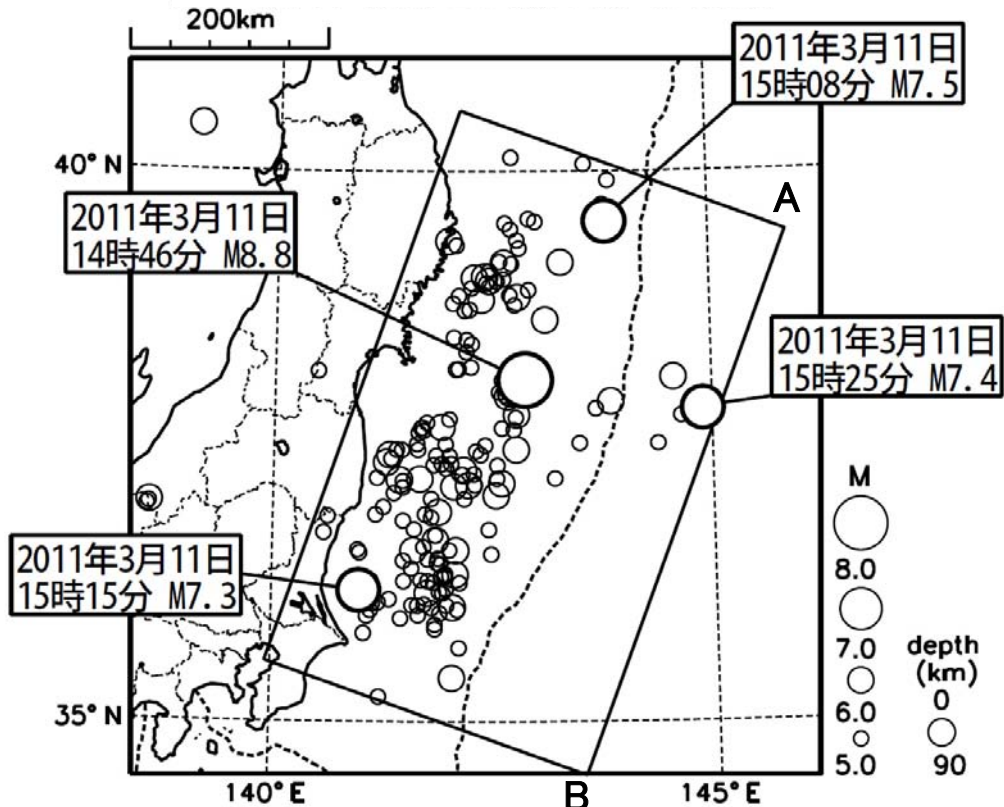 200km
2011年3月11日
15時08分 M7.5
40°N
A
2011年3月11日
14時46分 M8.8
2011年3月11日
15時25分 M7.4
M
8.0
2011年3月11日
15時15分 M7.3
7.0
depth
(km)
0
6.0
35°N
5.0
90
140°E
B
145°E